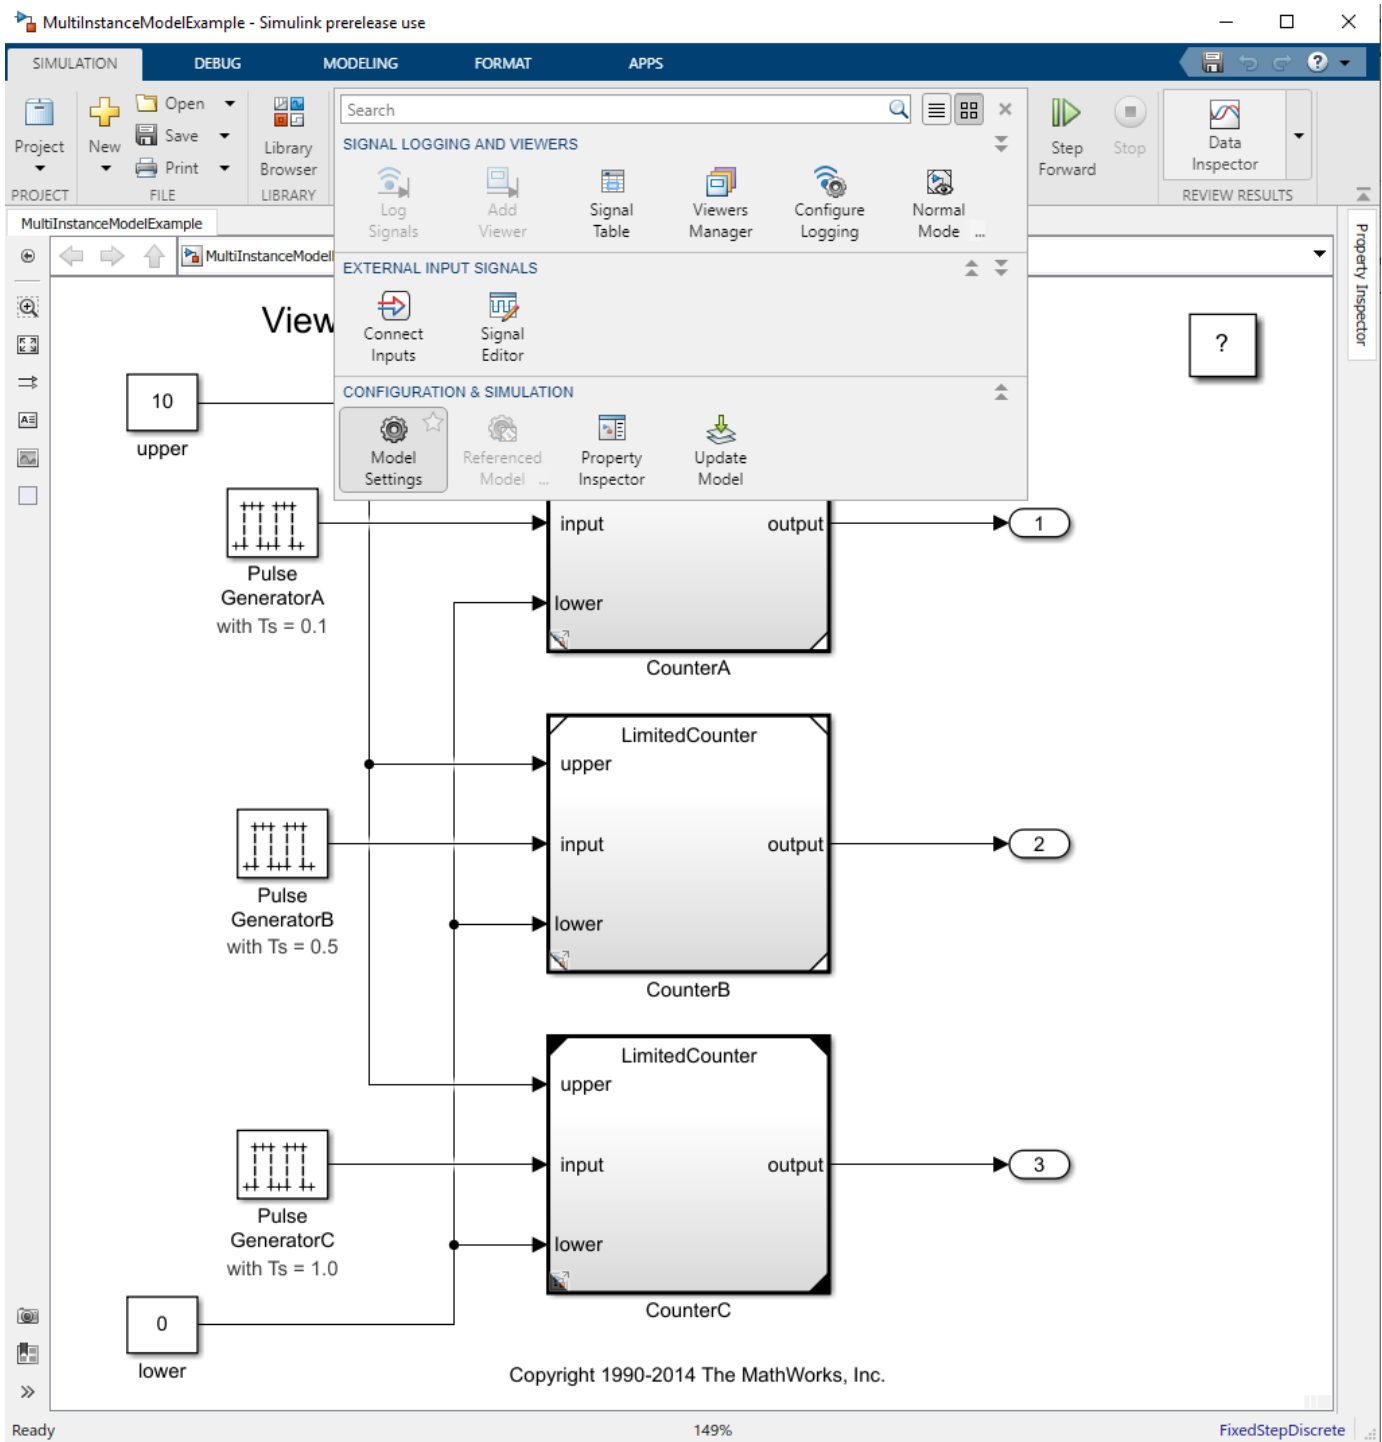 MultiInstanceModelExample - Simulink prerelease use
SIMULATION DEBUG MODELING FORMAT APPS
Project
PROJECT
New
Open
Save
Print
FILE
Library
Browser
LIBRARY
Search
SIGNAL LOGGING AND VIEWERS
Log
Signals
Add
Viewer
Signal
Table
Viewers
Manager
Configure
Logging
Normal
Mode ...
EXTERNAL INPUT SIGNALS
Connect
Inputs
Signal
Editor
CONFIGURATION & SIMULATION
Model
Settings
Referenced
Model ...
Property
Inspector
Update
Model
Step
Forward
Stop
Data
Inspector
REVIEW RESULTS
MultiInstanceModelExample
MultiInstanceModel
Property Inspector
View
?
10
upper
Pulse
GeneratorA
with Ts = 0.1
input
output
lower
CounterA
1
LimitedCounter
upper
input
output
lower
CounterB
Pulse
GeneratorB
with Ts = 0.5
2
LimitedCounter
upper
input
output
lower
CounterC
Pulse
GeneratorC
with Ts = 1.0
3
0
lower
Copyright 1990-2014 The MathWorks, Inc.
Ready
149%
FixedStepDiscrete